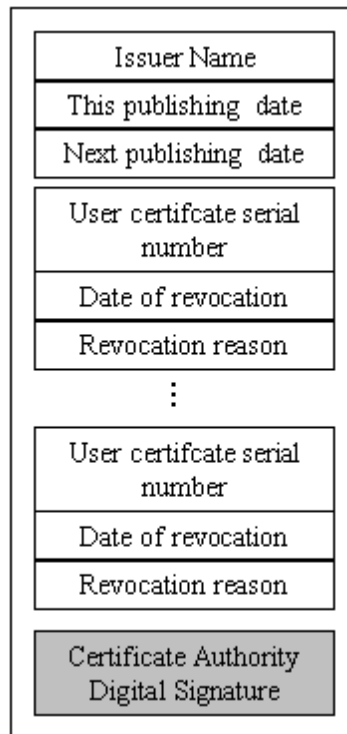 Issuer Name
This publishing date
Next publishing date
User certifcate serial
number
Date of revocation
Revocation reason
⋮
User certifcate serial
number
Date of revocation
Revocation reason
Certificate Authority
Digital Signature